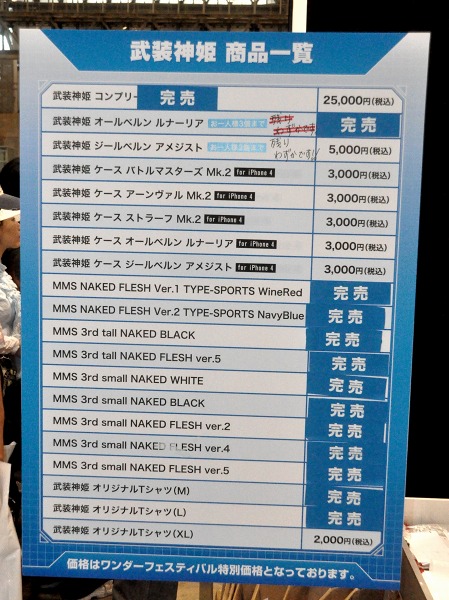 武装神姫 商品一覧
武装神姫 コンプリー 完売 25,000円(税込)
武装神姫 オールベルン ルナーリア お一人様3個まで 残り わずかです 完売
武装神姫 ジールベルン アメジスト お一人様3個まで 残り わずかです!! 5,000円(税込)
武装神姫 ケース バトルマスターズ Mk.2 for iPhone 4 3,000円(税込)
武装神姫 ケース アーンヴァル Mk.2 for iPhone 4 3,000円(税込)
武装神姫 ケース ストラーフ Mk.2 for iPhone 4 3,000円(税込)
武装神姫 ケース オールベルン ルナーリア for iPhone 4 3,000円(税込)
武装神姫 ケース ジールベルン アメジスト for iPhone 4 3,000円(税込)
MMS NAKED FLESH Ver.1 TYPE-SPORTS WineRed 完売
MMS NAKED FLESH Ver.2 TYPE-SPORTS NavyBlue 完売
MMS 3rd tall NAKED BLACK 完売
MMS 3rd tall NAKED FLESH ver.5 完売
MMS 3rd small NAKED WHITE 完売
MMS 3rd small NAKED BLACK 完売
MMS 3rd small NAKED FLESH ver.2 完売
MMS 3rd small NAKED FLESH ver.4 完売
MMS 3rd small NAKED FLESH ver.5 完売
武装神姫 オリジナルTシャツ(M) 完売
武装神姫 オリジナルTシャツ(L) 完売
武装神姫 オリジナルTシャツ(XL) 2,000円(税込)
価格はワンダーフェスティバル特別価格となっております。